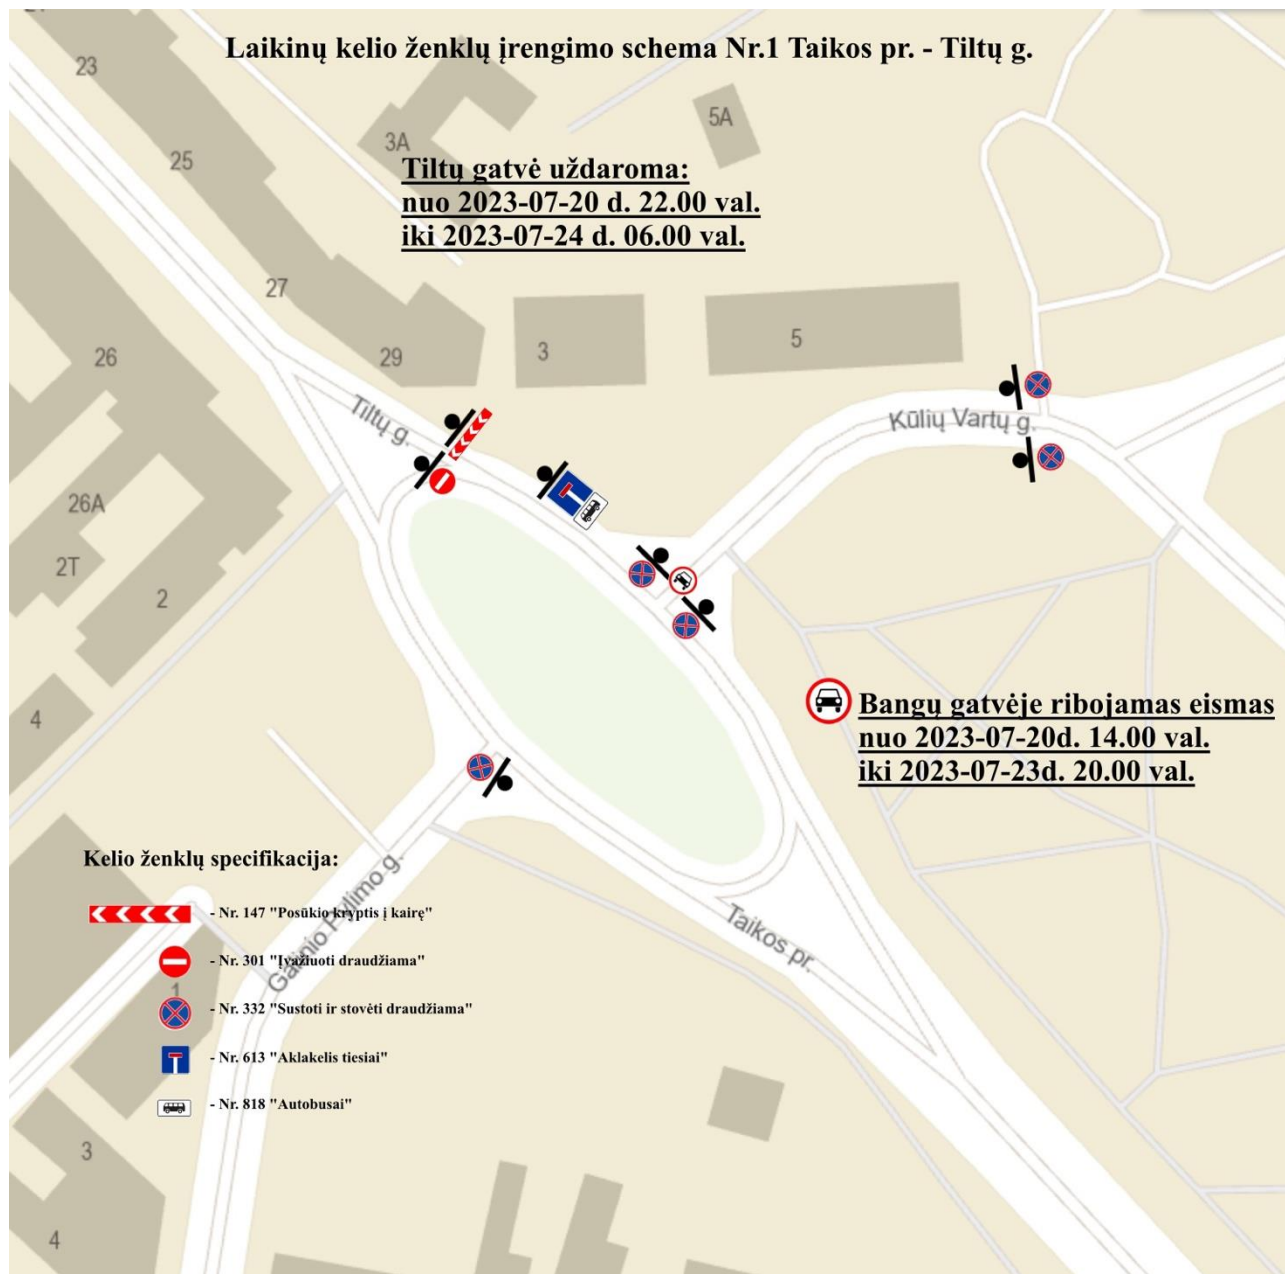 Laikinų kelio ženklų įrengimo schema Nr.1 Taikos pr. - Tiltų g.
23
5A
3A
25
Tiltų gatvė uždaroma:
nuo 2023-07-20 d. 22.00 val.
iki 2023-07-24 d. 06.00 val.
27
26
29
3
5
Tiltų g.
Kūlių Vartų g.
26A
2T
2
4
Bangų gatvėje ribojamas eismas
nuo 2023-07-20d. 14.00 val.
iki 2023-07-23d. 20.00 val.
Kelio ženklų specifikacija:
Galinio Pylimo g.
Taikos pr.
- Nr. 147 "Posūkio kryptis į kairę"
- Nr. 301 "Įvažiuoti draudžiama"
1
- Nr. 332 "Sustoti ir stovėti draudžiama"
- Nr. 613 "Aklakelis tiesiai"
- Nr. 818 "Autobusai"
3
4